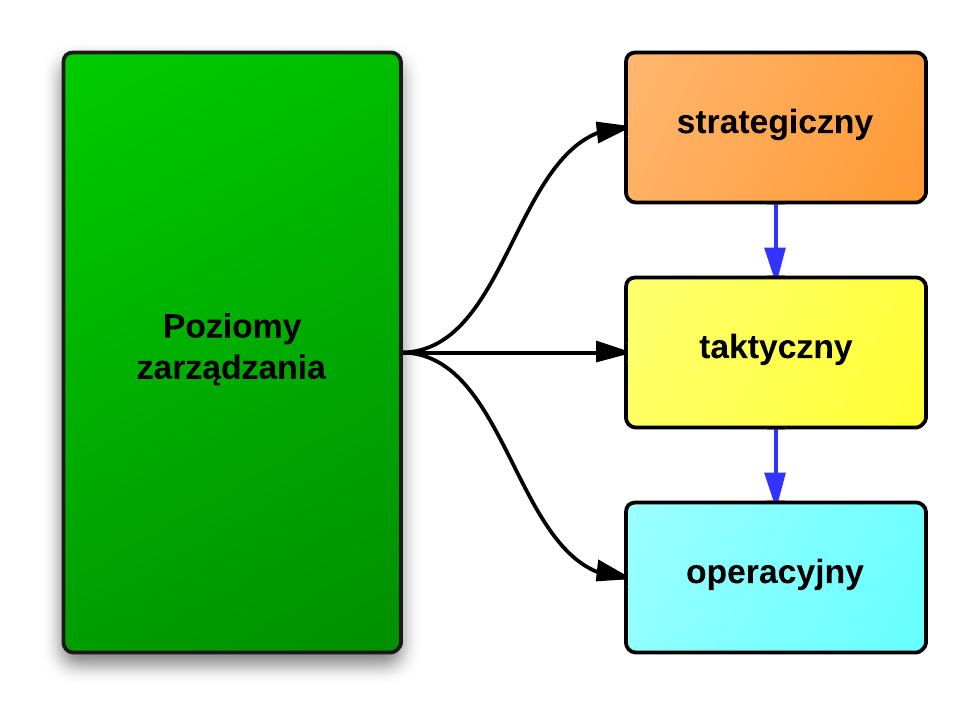 Poziomy
zarządzania
strategiczny
taktyczny
operacyjny